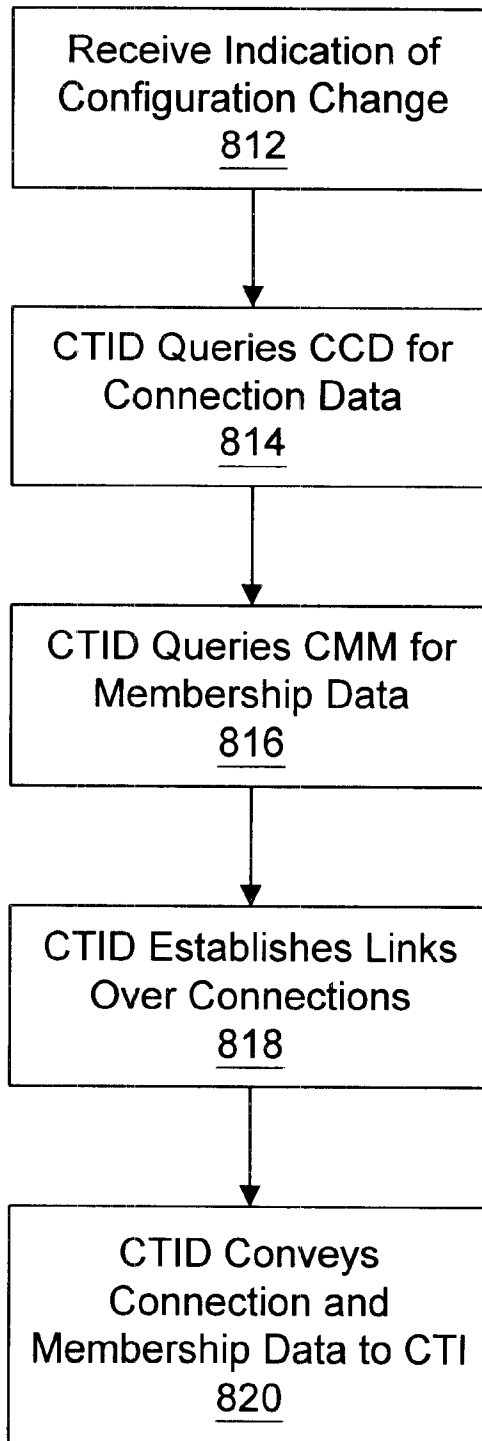 Receive Indication of
Configuration Change
812
CTID Queries CCD for
Connection Data
814
CTID Queries CMM for
Membership Data
816
CTID Establishes Links
Over Connections
818
CTID Conveys
Connection and
Membership Data to CTI
820